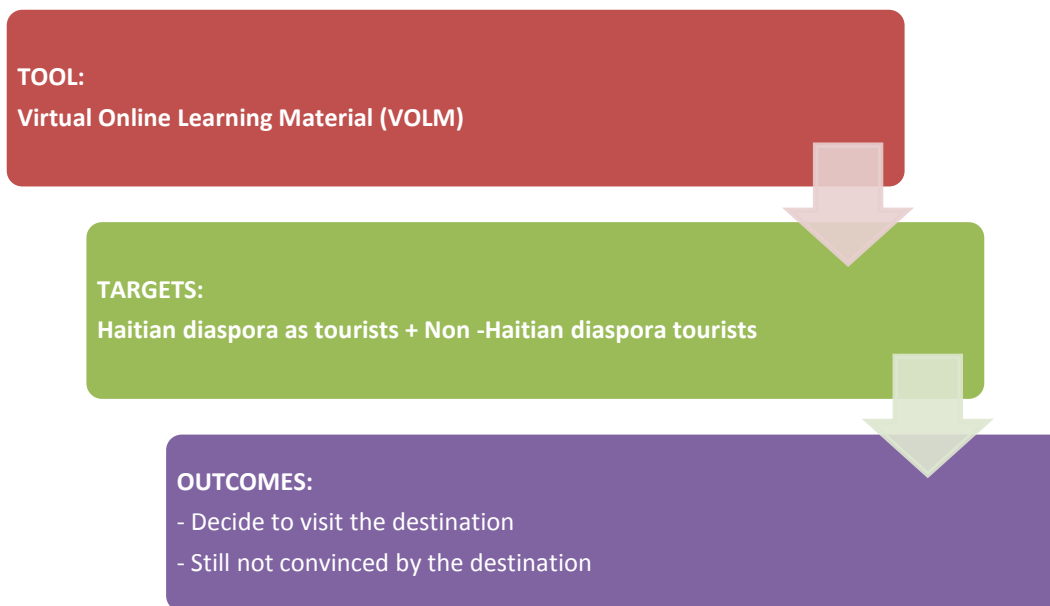 TOOL:
Virtual Online Learning Material (VOLM)
TARGETS:
Haitian diaspora as tourists + Non -Haitian diaspora tourists
OUTCOMES:
- Decide to visit the destination
- Still not convinced by the destination